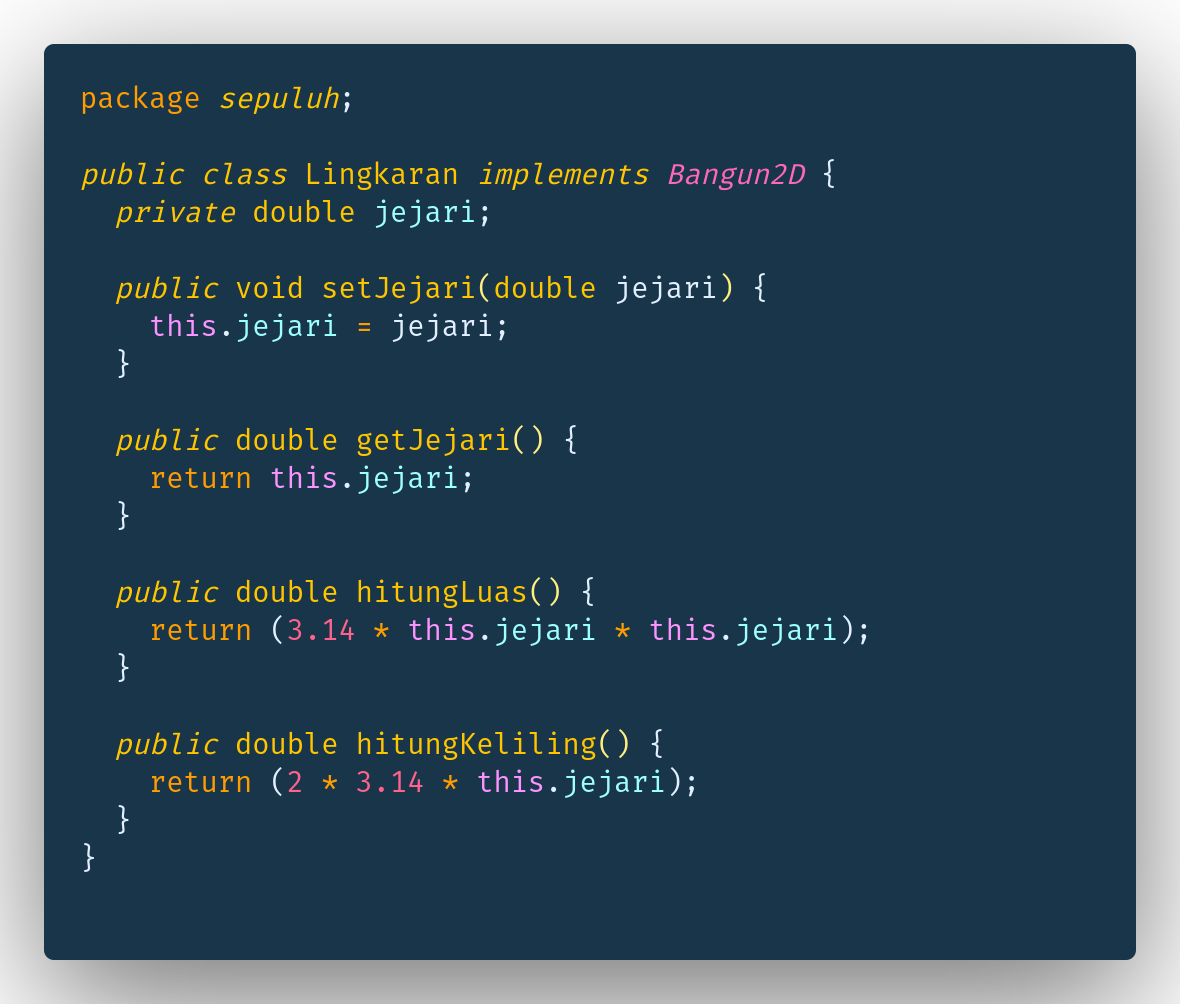 package sepuluh;
public class Lingkaran implements Bangun2D {
  private double jejari;
  public void setJejari(double jejari) {
    this.jejari = jejari;
  }
  public double getJejari() {
    return this.jejari;
  }
  public double hitungLuas() {
    return (3.14 * this.jejari * this.jejari);
  }
  public double hitungKeliling() {
    return (2 * 3.14 * this.jejari);
  }
}